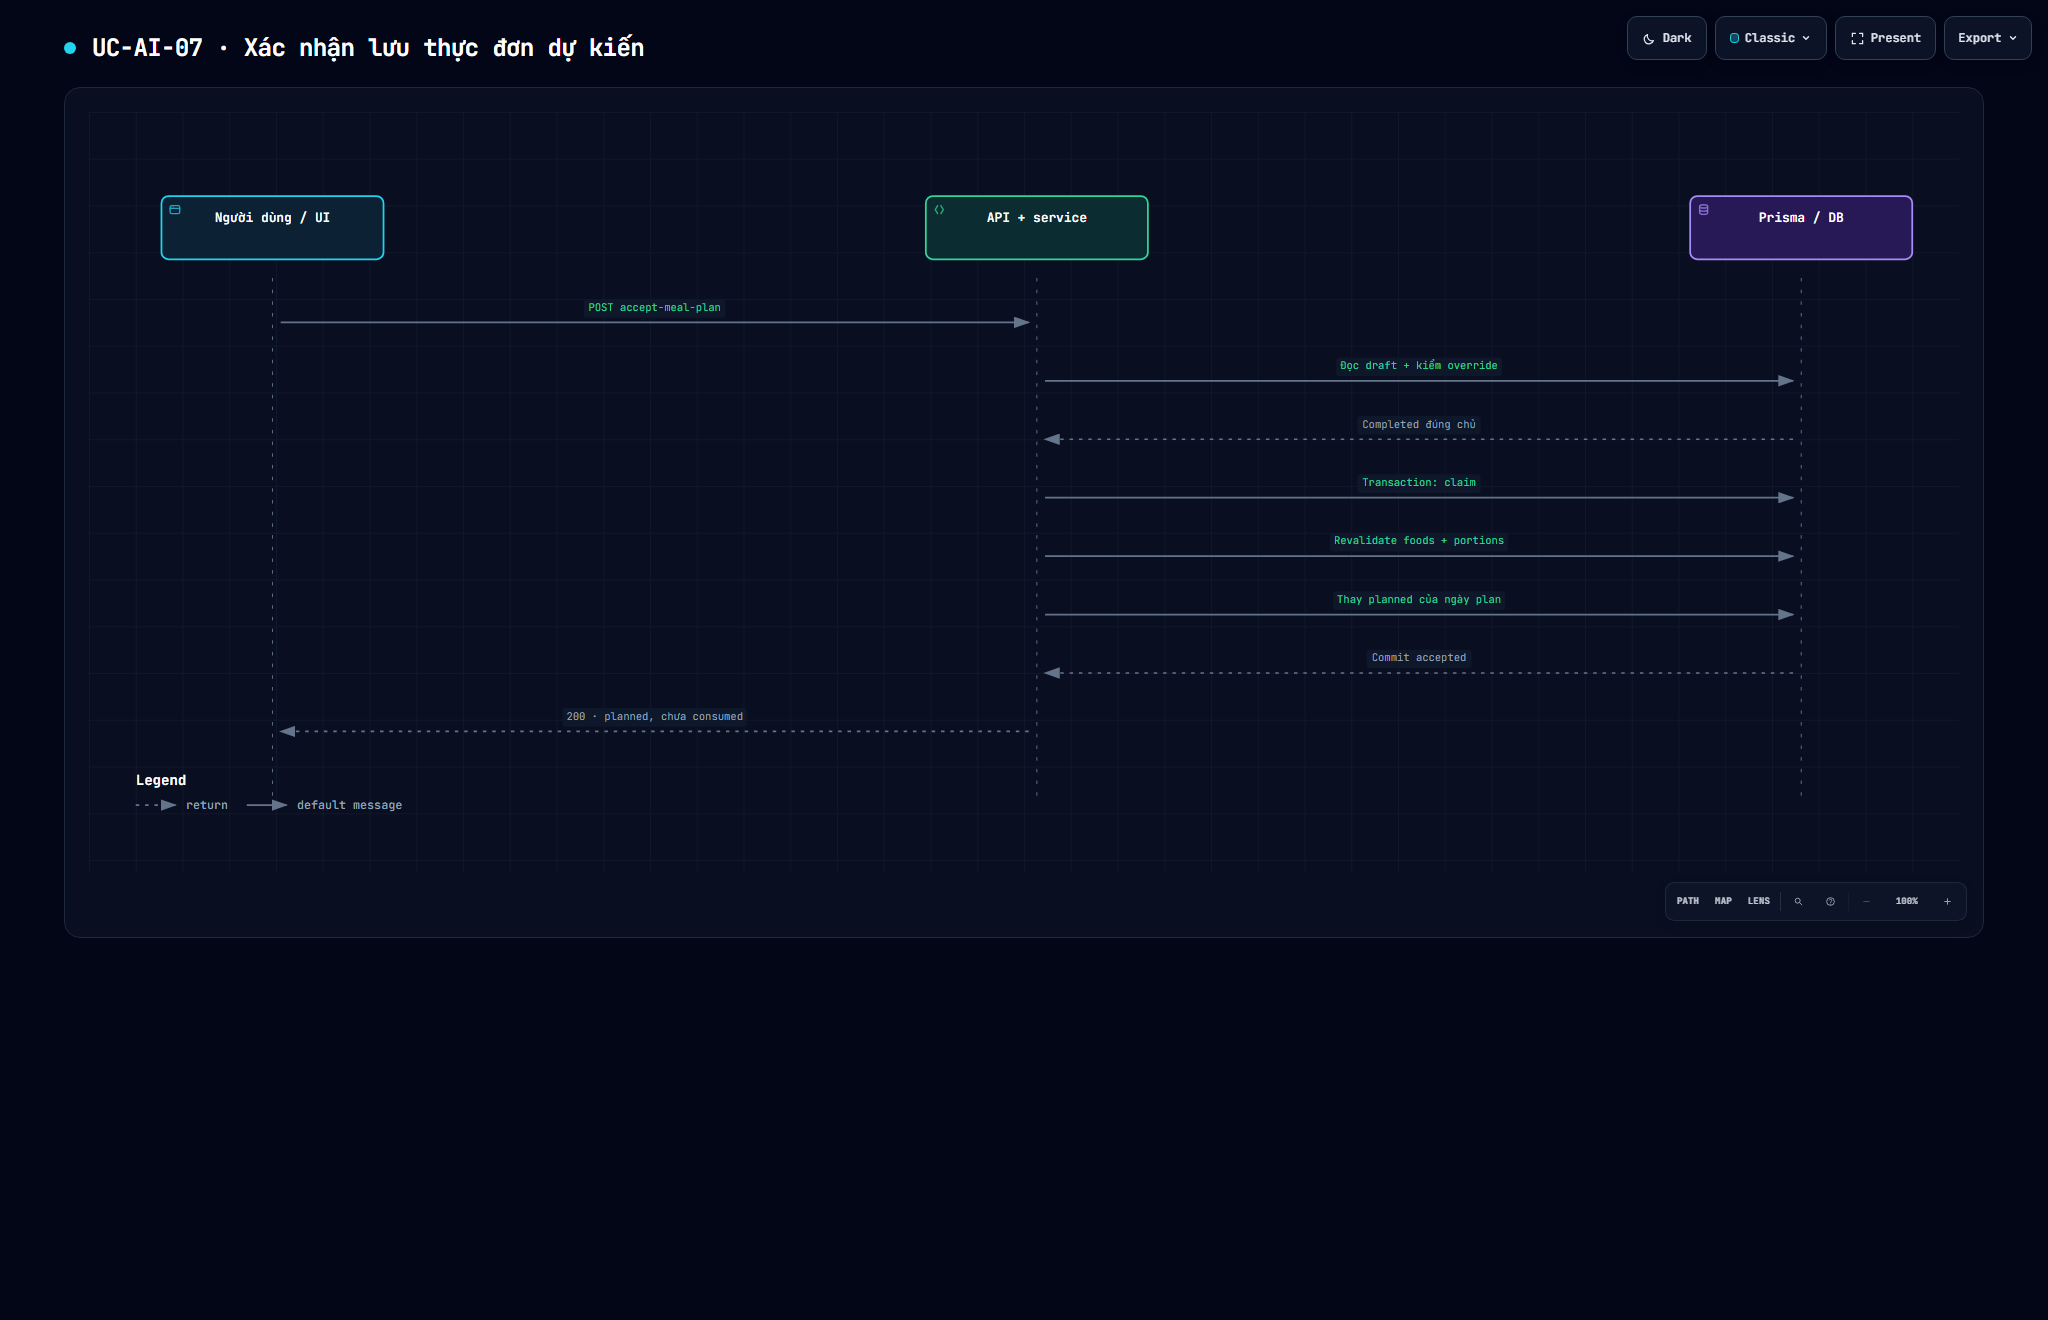 UC-AI-07 · Xác nhận lưu thực đơn dự kiến
Dark
Classic
Present
Export
Người dùng / UI
API + service
Prisma / DB
POST accept-meal-plan
Đọc draft + kiểm override
Completed đúng chủ
Transaction: claim
Revalidate foods + portions
Thay planned của ngày plan
Commit accepted
200 · planned, chưa consumed
Legend
return
default message
PATH
MAP
LENS
100%